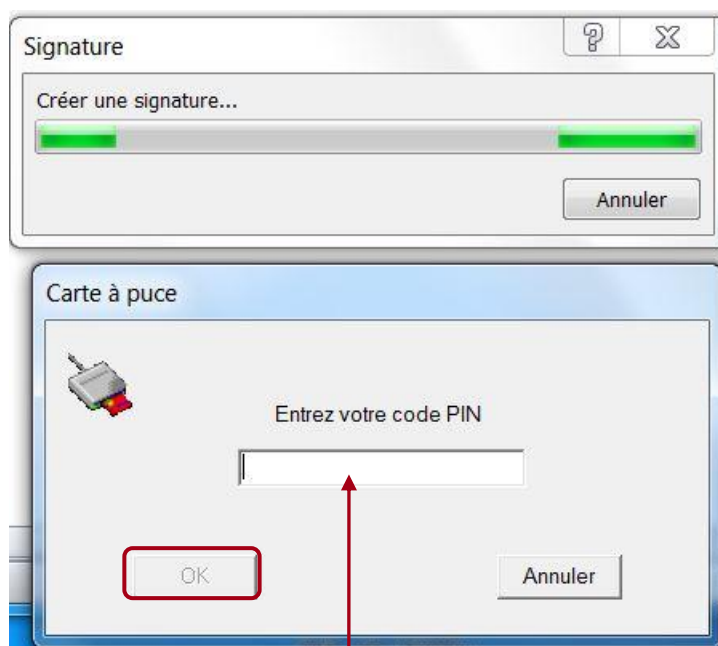 Signature
Créer une signature...
Annuler
Carte à puce
Entrez votre code PIN
OK
Annuler